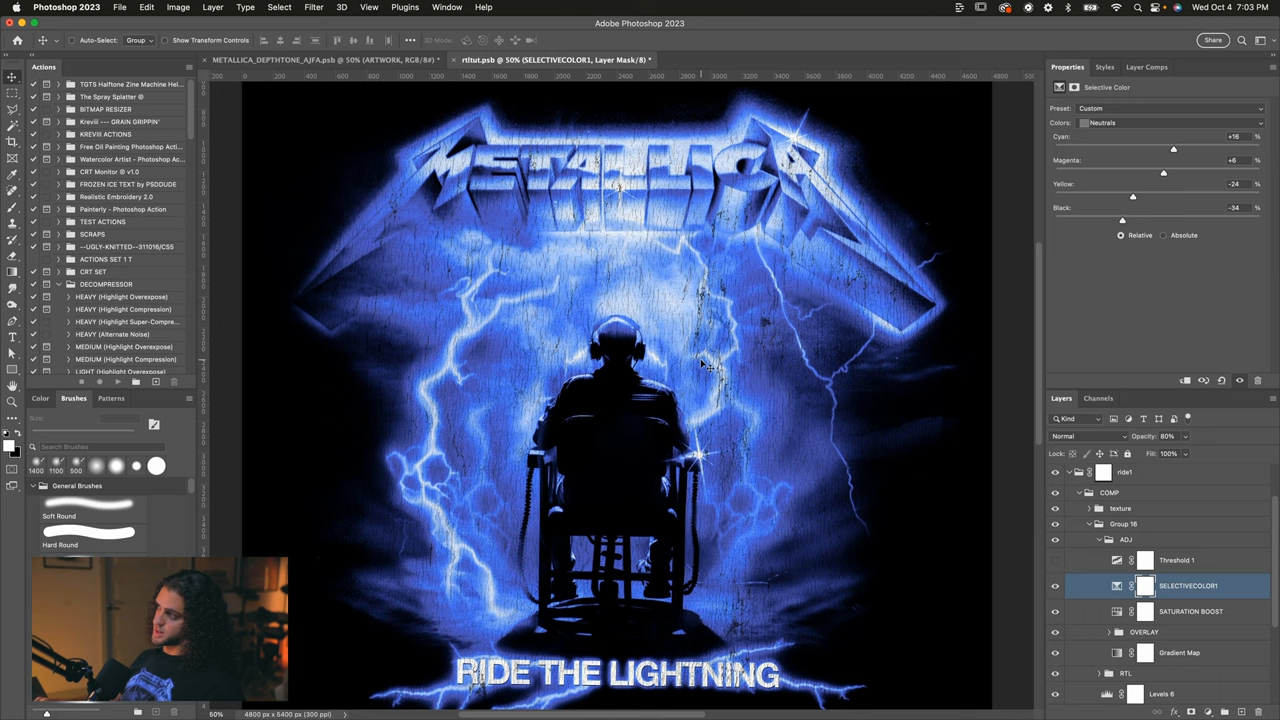 Photoshop 2023 File Edit Image Layer Type Select Filter 3D View Plugins Window Help Wed Oct 4 7:03 PM
Adobe Photoshop 2023
Auto-Select: Group Show Transform Controls 3D Mode: Share
METALLICA_DEPTHTONE_AJFA.psb @ 50% (ARTWORK, RGB/8#) * rtltut.psb @ 50% (SELECTIVECOLOR1, Layer Mask/8) *
Actions
TGTS Halftone Zine Machine Hel...
The Spray Splatter ®
BITMAP RESIZER
Kreviii --- GRAIN GRIPPIN'
KREVIII ACTIONS
Free Oil Painting Photoshop Acti...
Watercolor Artist - Photoshop Ac...
CRT Monitor © v1.0
FROZEN ICE TEXT by PSDDUDE
Realistic Embroidery 2.0
Painterly - Photoshop Action
TEST ACTIONS
SCRAPS
--UGLY-KNITTED--311016/CS5
ACTIONS SET 1 T
CRT SET
DECOMPRESSOR
HEAVY (Highlight Overexpose)
HEAVY (Highlight Compression)
HEAVY (Highlight Super-Compre...
HEAVY (Alternate Noise)
MEDIUM (Highlight Overexpose)
MEDIUM (Highlight Compression)
LIGHT (Highlight Overexpose)
Color Brushes Patterns
Size:
Search Brushes
1400 1100 500
General Brushes
Soft Round
Hard Round
METALLICA
RIDE THE LIGHTNING
50% 4800 px x 5400 px (300 ppi)
Properties Styles Layer Comps
Selective Color
Preset: Custom
Colors: Neutrals
Cyan: +16 %
Magenta: +6 %
Yellow: -24 %
Black: -34 %
Relative Absolute
Layers Channels
Kind
Normal Opacity: 80%
Lock: Fill: 100%
ride1
COMP
texture
Group 16
ADJ
Threshold 1
SELECTIVECOLOR1
SATURATION BOOST
OVERLAY
Gradient Map
RTL
Levels 6